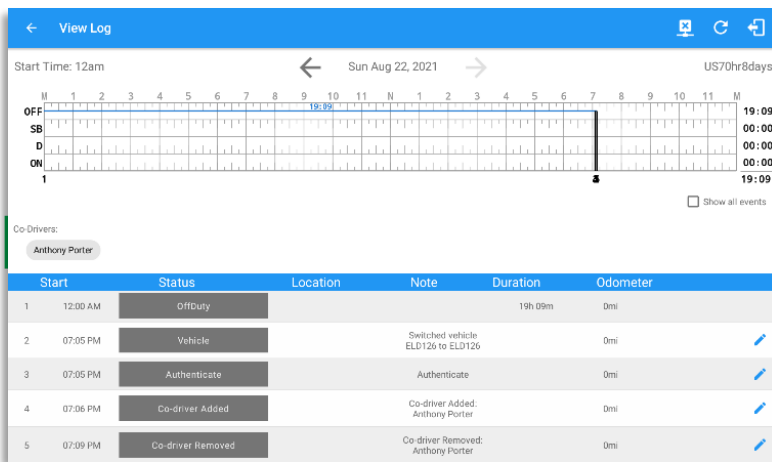 View Log
Start Time: 12am
Sun Aug 22, 2021
US70hr8days
M 1 2 3 4 5 6 7 8 9 10 11 N 1 2 3 4 5 6 7 8 9 10 11 M
OFF 19:09 19:09
SB 00:00
D 00:00
ON 00:00
1 19:09
Show all events
Co-Drivers:
Anthony Porter
Start Status Location Note Duration Odometer
1 12:00 AM OffDuty 19h 09m 0mi
2 07:05 PM Vehicle Switched vehicle
ELD126 to ELD126 0mi
3 07:05 PM Authenticate Authenticate 0mi
4 07:06 PM Co-driver Added Co-driver Added:
Anthony Porter 0mi
5 07:09 PM Co-driver Removed Co-driver Removed:
Anthony Porter 0mi